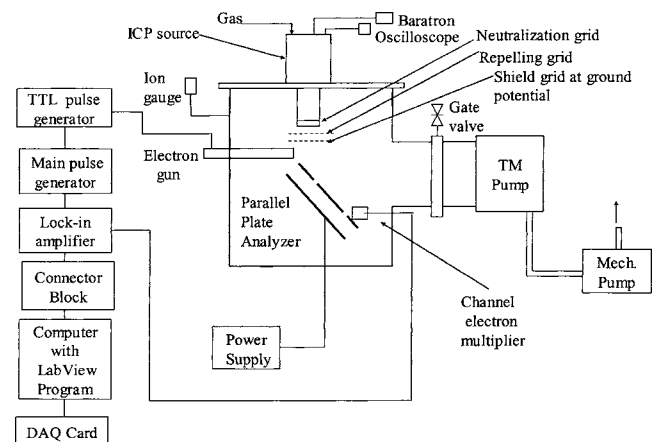 Gas
ICP source
Baratron
Oscilloscope
Neutralization grid
Repelling grid
Shield grid at ground
potential
Ion
gauge
Gate
valve
TTL pulse
generator
Electron
gun
Main pulse
generator
TM
Pump
Lock-in
amplifier
Parallel
Plate
Analyzer
Connector
Block
Mech.
Pump
Channel
electron
multiplier
Computer
with
LabView
Program
Power
Supply
DAQ Card